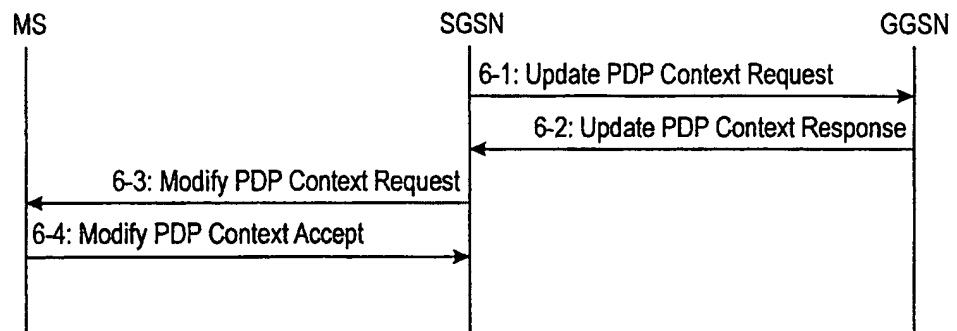 MS
SGSN
GGSN
6-1: Update PDP Context Request
6-2: Update PDP Context Response
6-3: Modify PDP Context Request
6-4: Modify PDP Context Accept